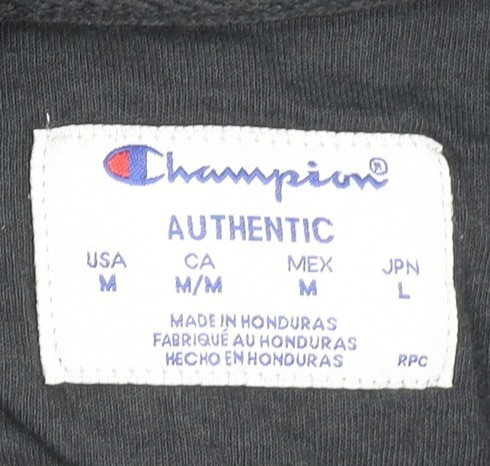 Champion®
AUTHENTIC
USA CA MEX JPN
M M/M M L
MADE IN HONDURAS
FABRIQUÉ AU HONDURAS
HECHO EN HONDURAS RPC